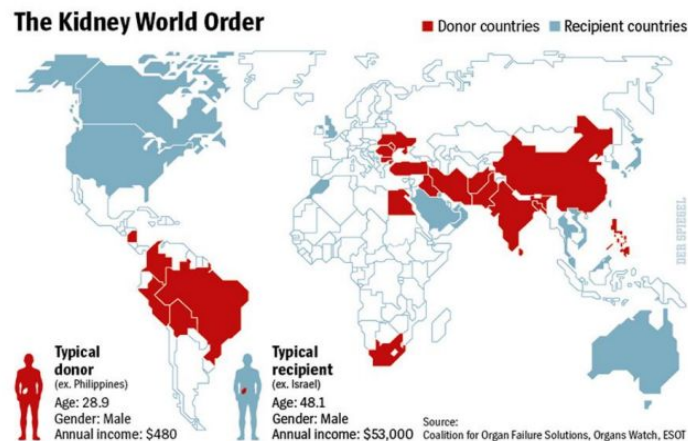 The Kidney World Order
Donor countries
Recipient countries
DER SPIEGEL
Typical
donor
(ex. Philippines)
Age: 28.9
Gender: Male
Annual income: $480
Typical
recipient
(ex. Israel)
Age: 48.1
Gender: Male
Annual income: $53,000
Source:
Coalition for Organ Failure Solutions, Organs Watch, ESOT